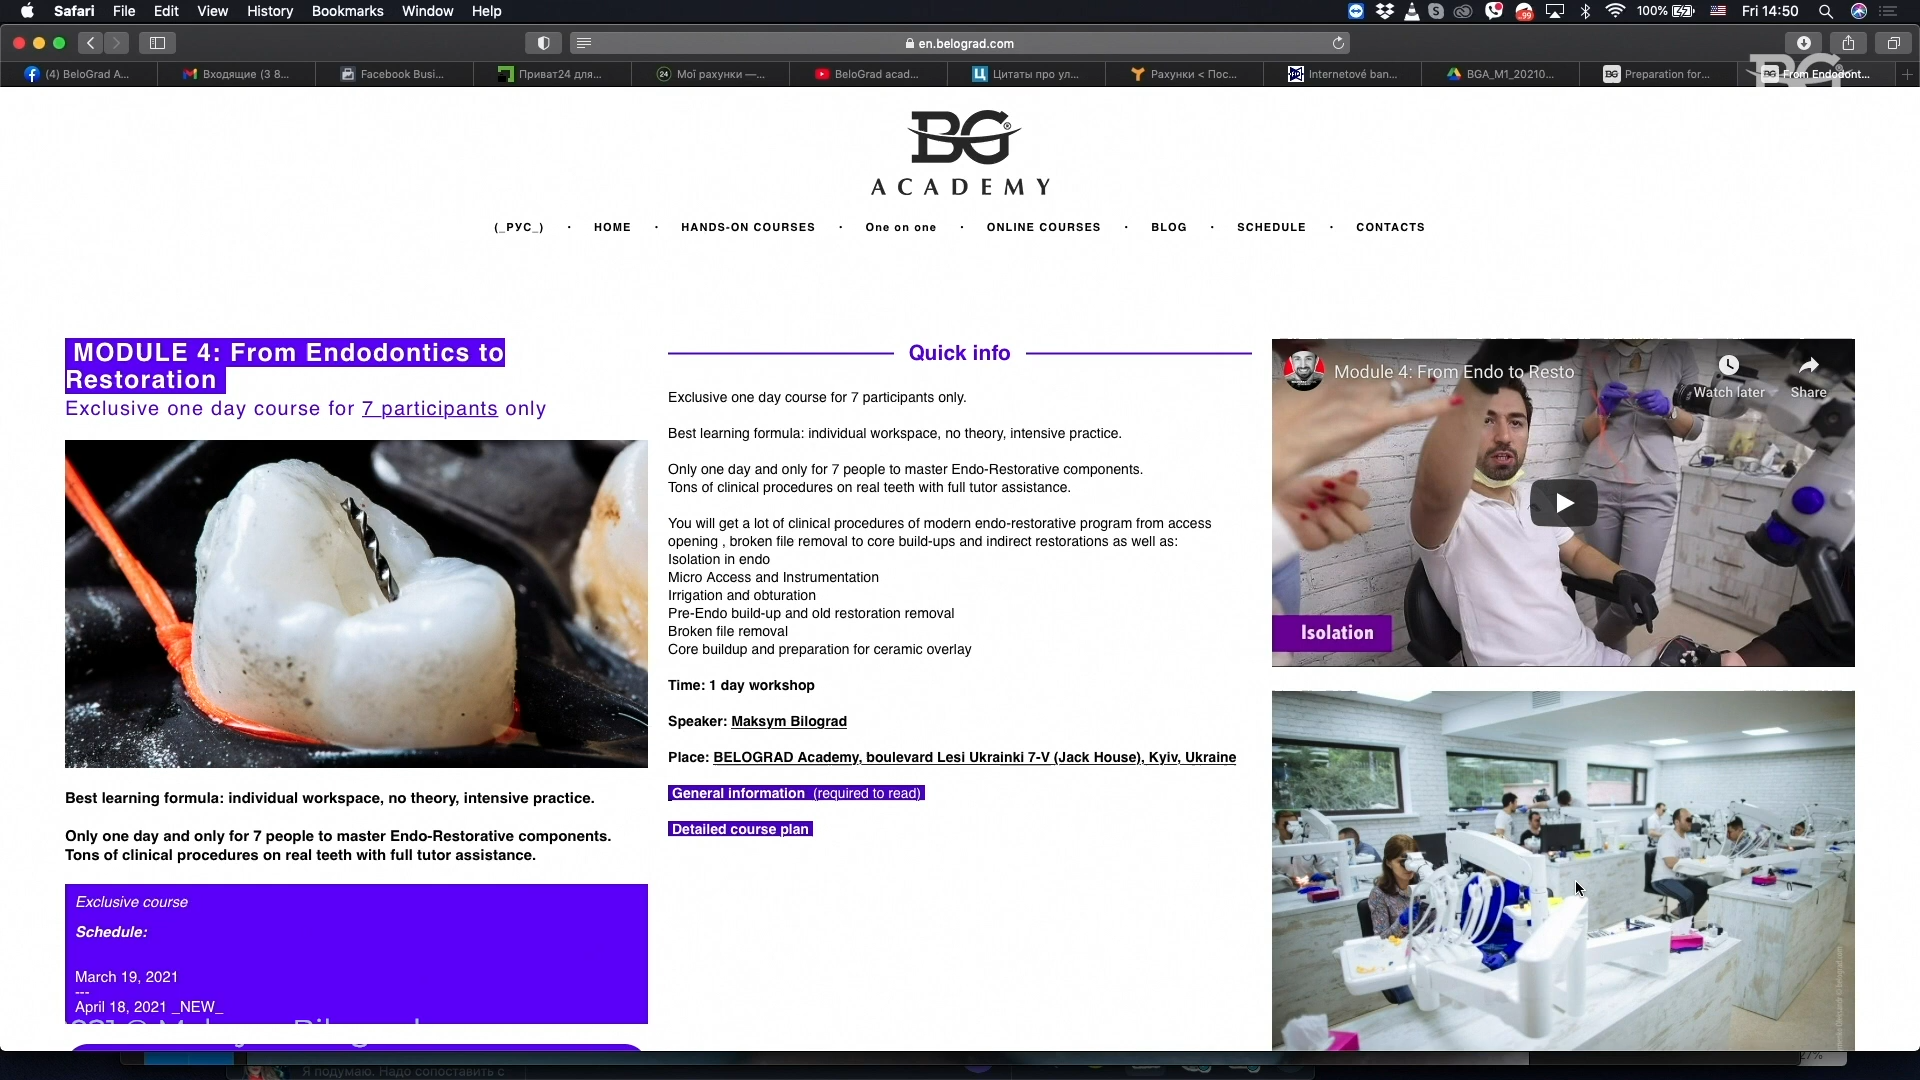 Safari File Edit View History Bookmarks Window Help 99 100% Fri 14:50
en.belograd.com
(4) BeloGrad A... Входящие (3 8... Facebook Busi... Приват24 для... 24 Мої рахунки —... BeloGrad acad... Ц Цитаты про ул... Рахунки < Пос... Internetové ban... BGA_M1_20210... BG Preparation for... BG From Endodont...
BG
BG®
ACADEMY
(_РУС_) · HOME · HANDS-ON COURSES · One on one · ONLINE COURSES · BLOG · SCHEDULE · CONTACTS
MODULE 4: From Endodontics to
Restoration
Exclusive one day course for 7 participants only
Best learning formula: individual workspace, no theory, intensive practice.
Only one day and only for 7 people to master Endo-Restorative components.
Tons of clinical procedures on real teeth with full tutor assistance.
Exclusive course
Schedule:
March 19, 2021
---
April 18, 2021 _NEW_
Quick info
Exclusive one day course for 7 participants only.
Best learning formula: individual workspace, no theory, intensive practice.
Only one day and only for 7 people to master Endo-Restorative components.
Tons of clinical procedures on real teeth with full tutor assistance.
You will get a lot of clinical procedures of modern endo-restorative program from access
opening , broken file removal to core build-ups and indirect restorations as well as:
Isolation in endo
Micro Access and Instrumentation
Irrigation and obturation
Pre-Endo build-up and old restoration removal
Broken file removal
Core buildup and preparation for ceramic overlay
Time: 1 day workshop
Speaker: Maksym Bilograd
Place: BELOGRAD Academy, boulevard Lesi Ukrainki 7-V (Jack House), Kyiv, Ukraine
General information (required to read)
Detailed course plan
Module 4: From Endo to Resto
Watch later Share
Isolation
Я подумаю. Надо сопоставить с
27%